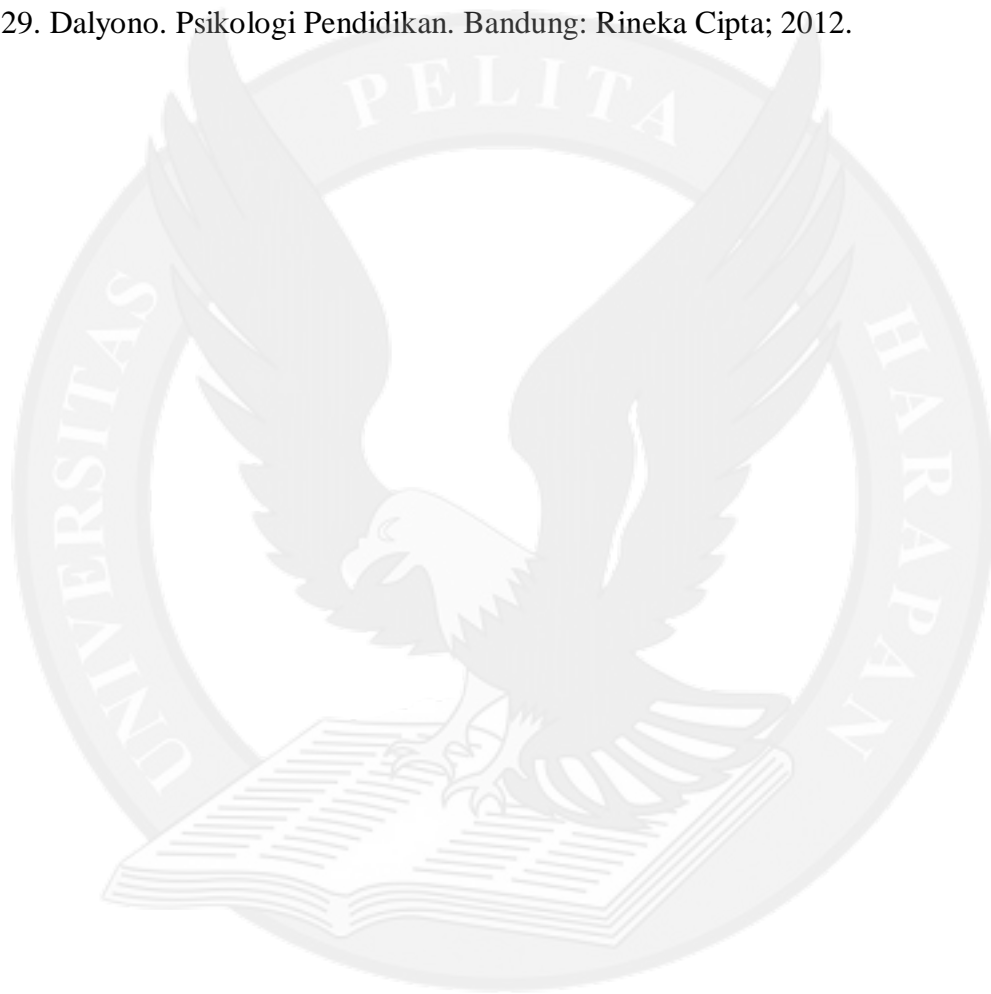 29. Dalyono. Psikologi Pendidikan. Bandung: Rineka Cipta; 2012.
UNIVERSITAS PELITA HARAPAN